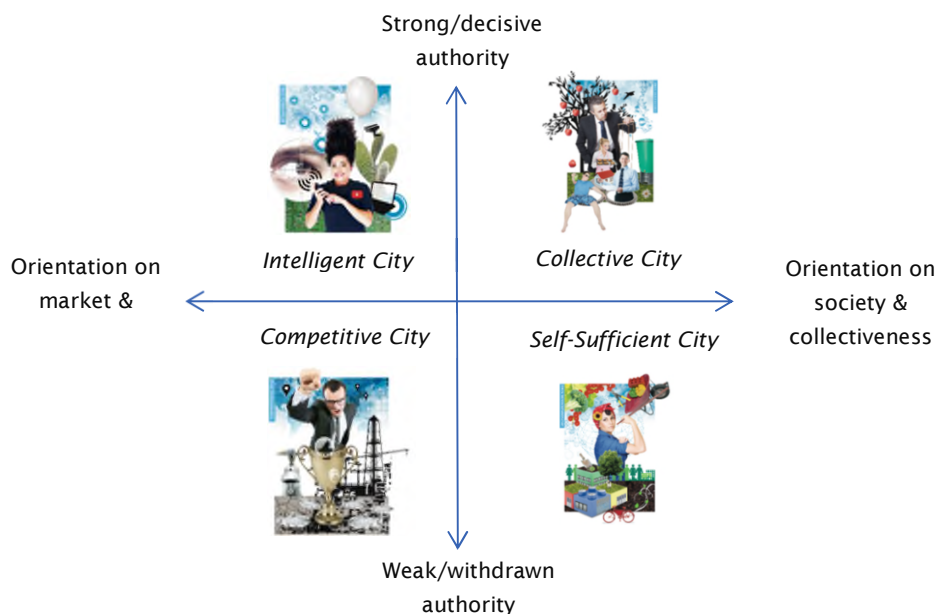 Strong/decisive
authority
Intelligent City
Collective City
Orientation on
market &
Orientation on
society &
collectiveness
Competitive City
Self-Sufficient City
Weak/withdrawn
authority